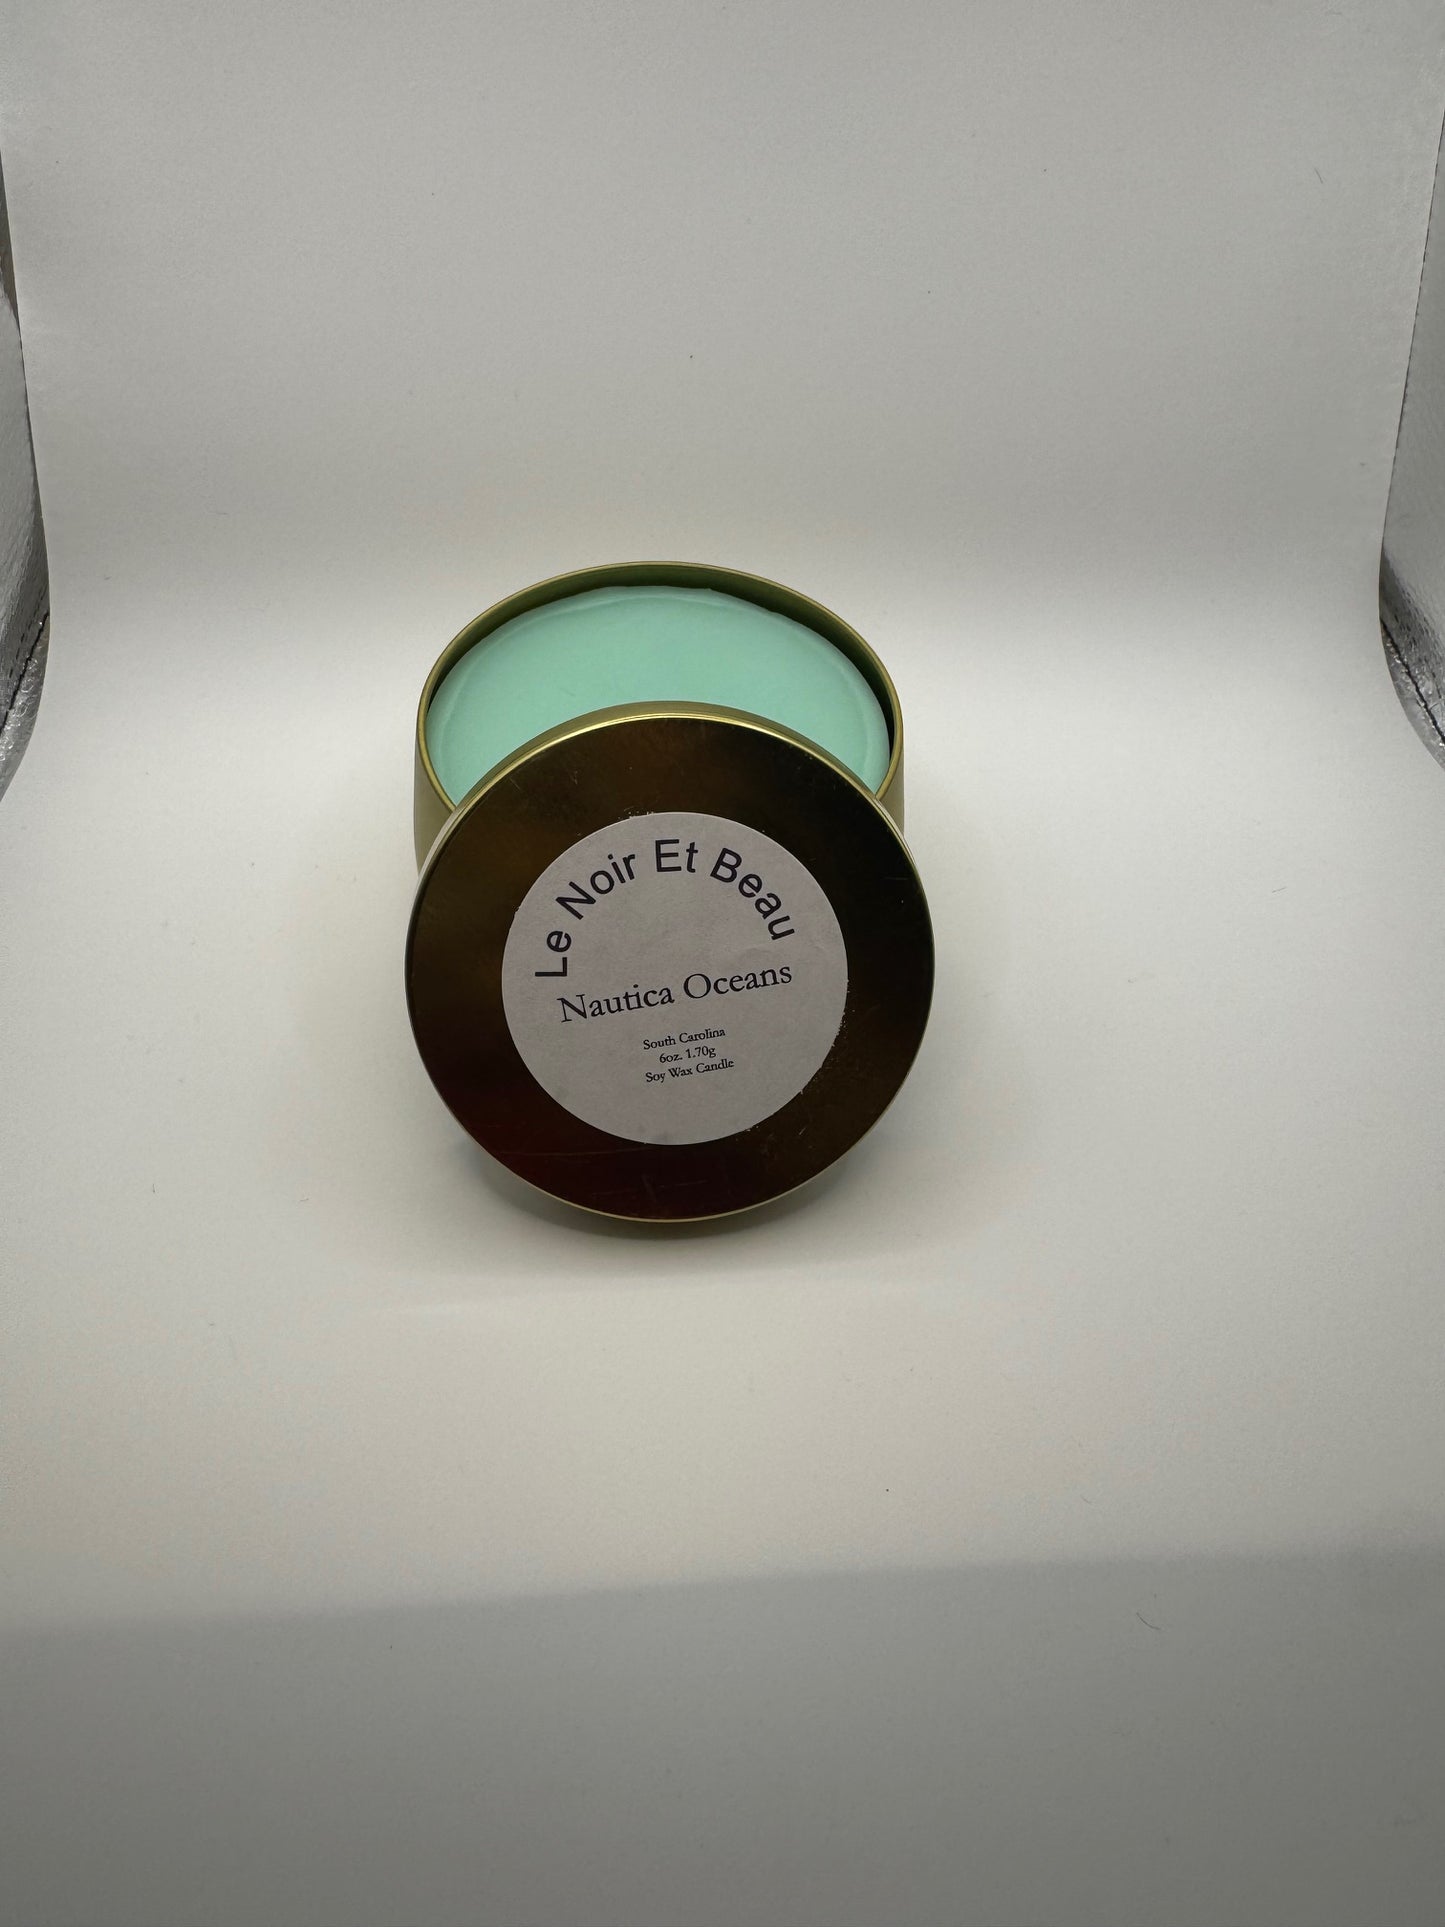 Le Noir Et Beau
Nautica Oceans
South Carolina
6oz. 1.70g
Soy Wax Candle